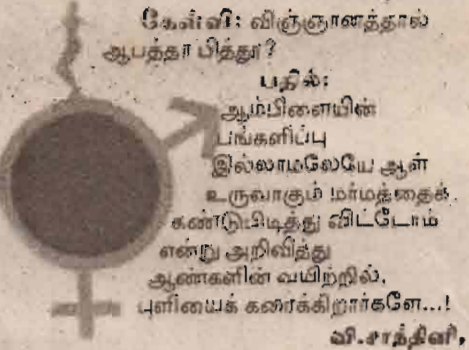 கேள்வி: விஞ்ஞானத்தால்
ஆபத்தா பித்தூ?
பதில்:
ஆம்பிளையின்
பங்களிப்பு
இல்லாமலேயே ஆள்
உருவாகும் மர்மத்தைக்
கண்டுபிடித்து விட்டோம்
என்று அறிவித்து
ஆண்களின் வயிற்றில்,
புளியைக் கரைக்கிறார்களே...!
வி.சாந்தினி,